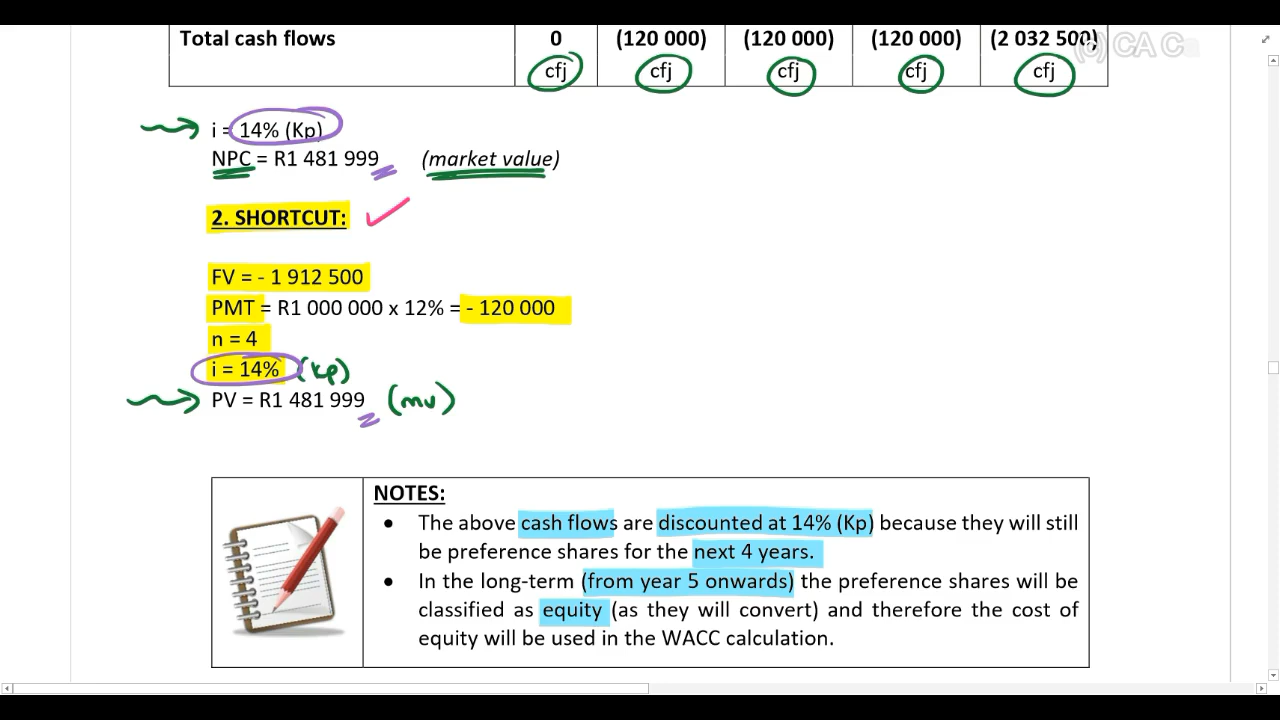 Total cash flows 0 (120 000) (120 000) (120 000) (2 032 500)
(c) CA C
cfj cfj cfj cfj cfj
i = 14% (Kp)
NPC = R1 481 999 (market value)
2. SHORTCUT:
FV = - 1 912 500
PMT = R1 000 000 x 12% = - 120 000
n = 4
i = 14% (Kp)
PV = R1 481 999 (mv)
NOTES:
• The above cash flows are discounted at 14% (Kp) because they will still
be preference shares for the next 4 years.
• In the long-term (from year 5 onwards) the preference shares will be
classified as equity (as they will convert) and therefore the cost of
equity will be used in the WACC calculation.